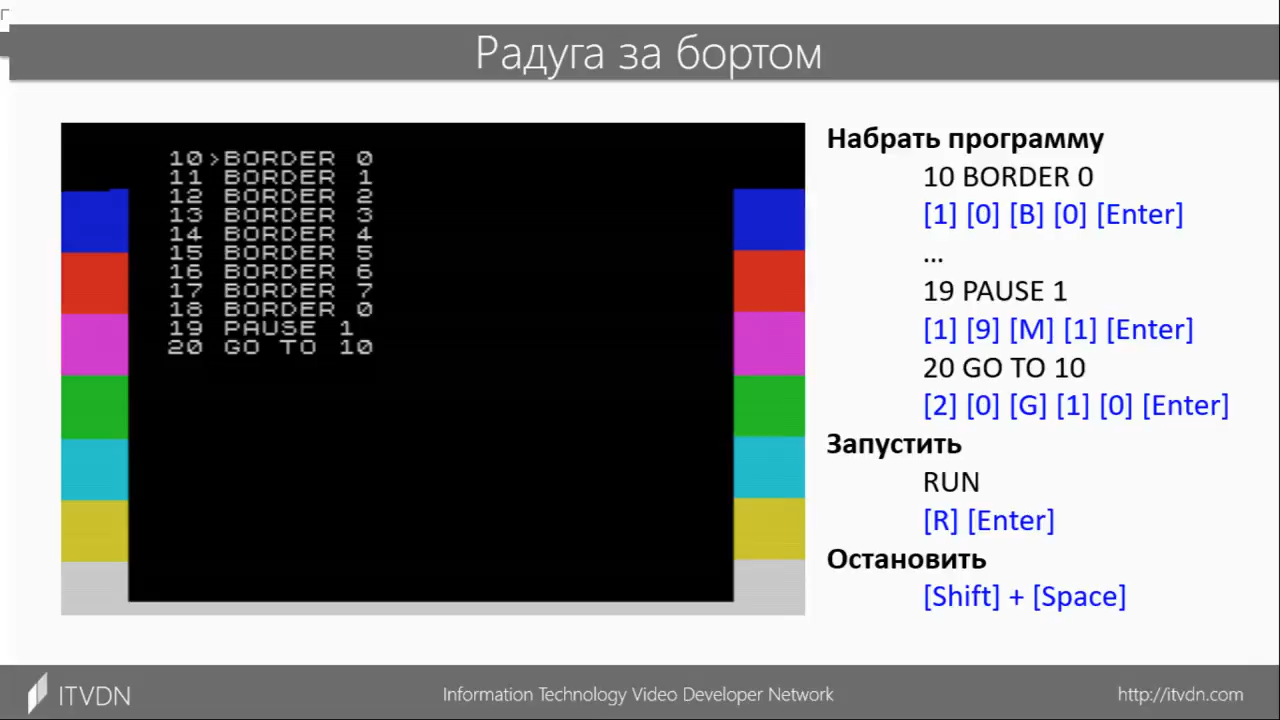 Радуга за бортом
10>BORDER 0
11 BORDER 1
12 BORDER 2
13 BORDER 3
14 BORDER 4
15 BORDER 5
16 BORDER 6
17 BORDER 7
18 BORDER 0
19 PAUSE 1
20 GO TO 10
Набрать программу
10 BORDER 0
[1] [0] [B] [0] [Enter]
...
19 PAUSE 1
[1] [9] [M] [1] [Enter]
20 GO TO 10
[2] [0] [G] [1] [0] [Enter]
Запустить
RUN
[R] [Enter]
Остановить
[Shift] + [Space]
ITVDN
Information Technology Video Developer Network
http://itvdn.com